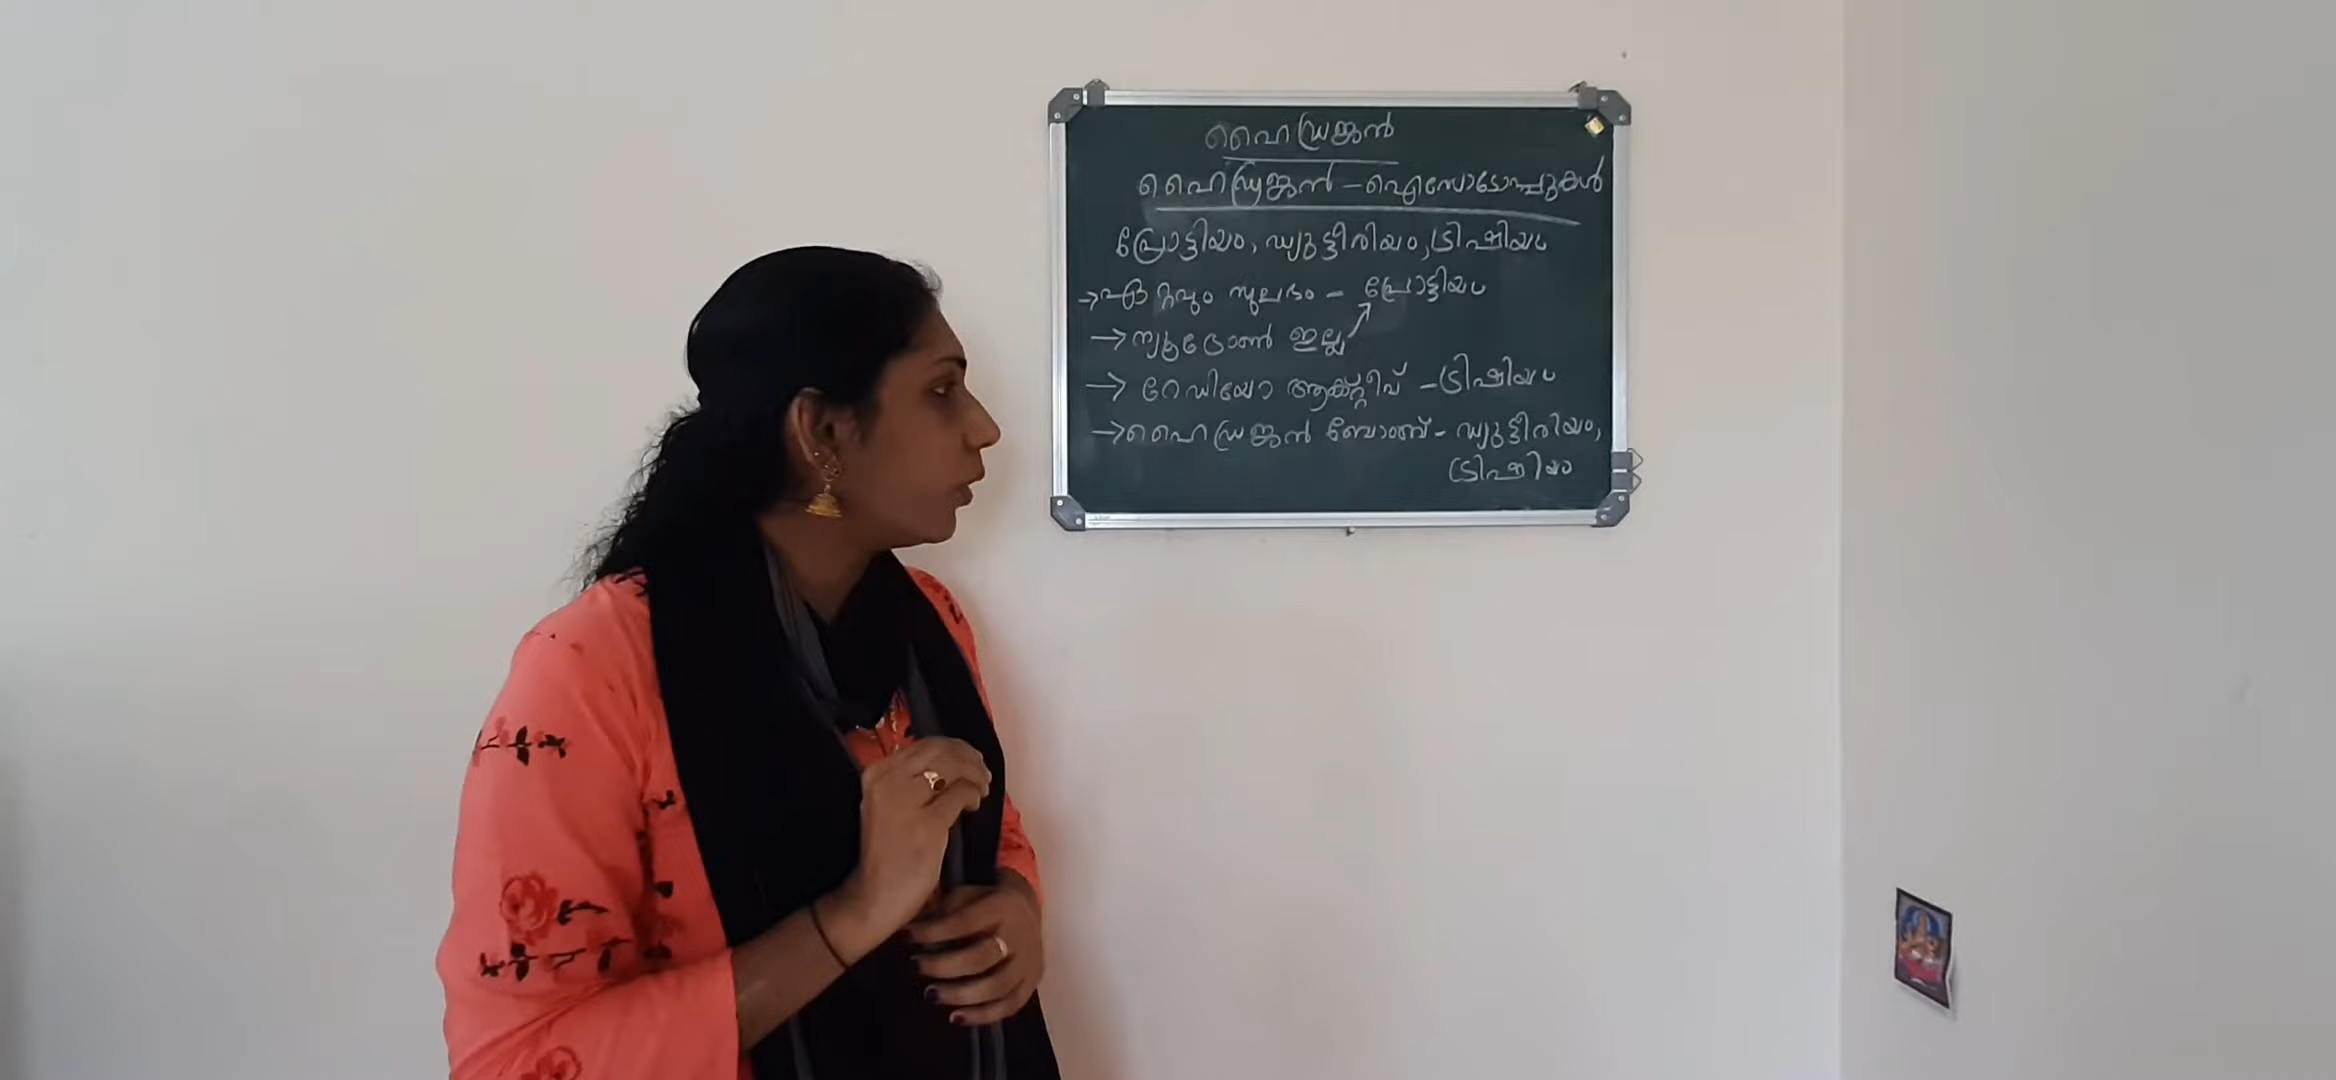 ഹൈഡ്രജൻ
ഹൈഡ്രജൻ - ഐസോടോപ്പുകൾ
പ്രോട്ടിയം, ഡ്യുട്ടീരിയം, ട്രിഷിയം
→ഏറ്റവും സുലഭം - പ്രോട്ടിയം
→ന്യൂട്രോൺ ഇല്ല
→ റേഡിയോ ആക്റ്റീവ് - ട്രിഷിയം
→ഹൈഡ്രജൻ ബോംബ് - ഡ്യുട്ടീരിയം,
ട്രിഷിയം